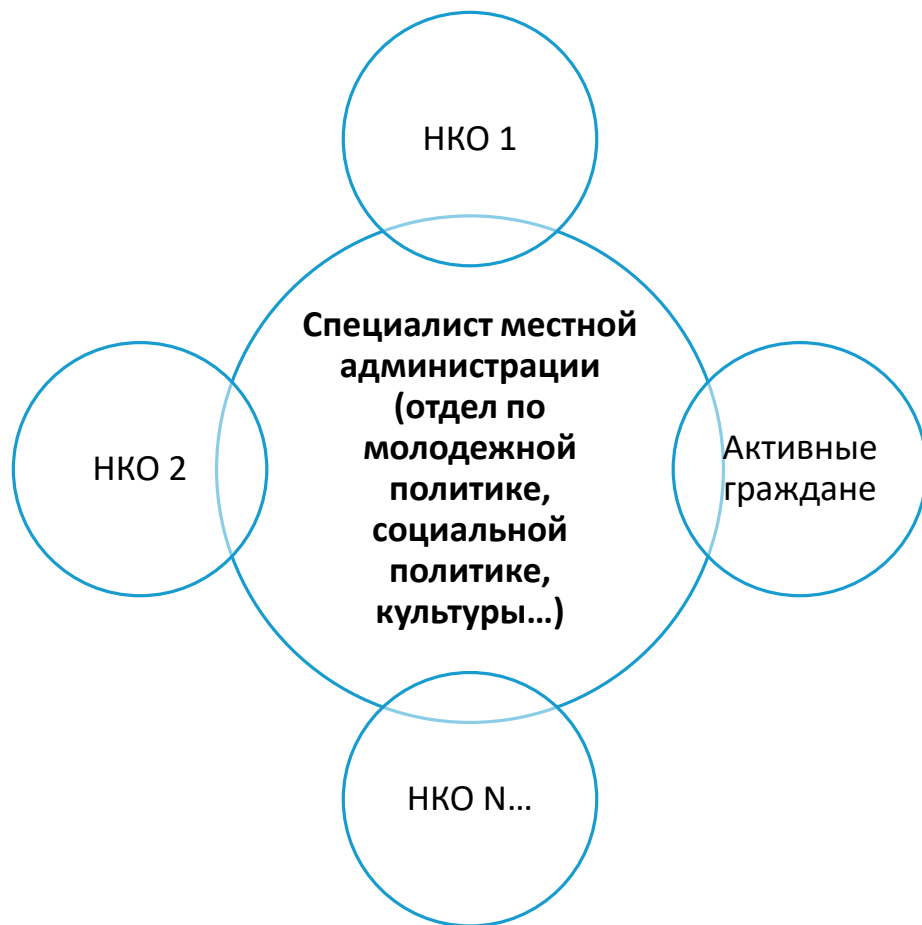 НКО 1
Специалист местной
администрации
(отдел по
молодежной
политике,
социальной
политике,
культуры…)
НКО 2
Активные
граждане
НКО N…